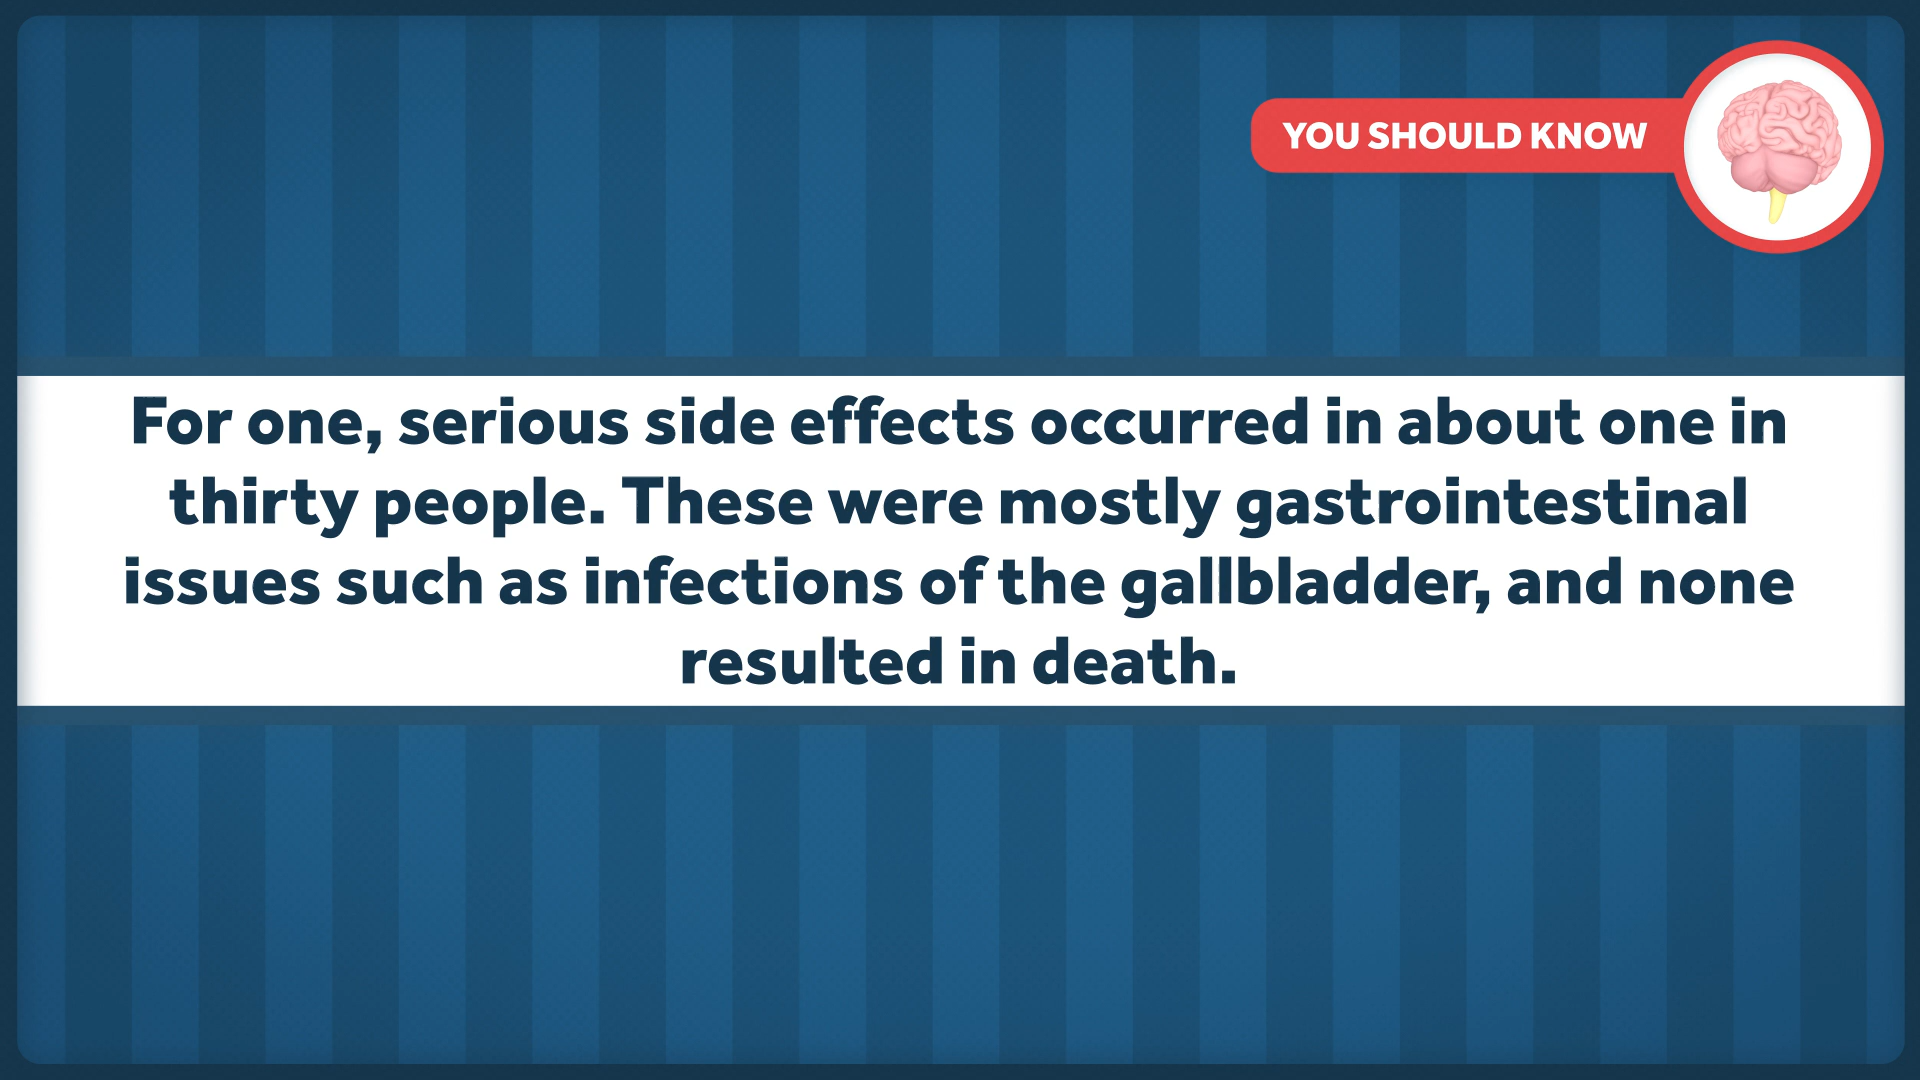 YOU SHOULD KNOW
For one, serious side effects occurred in about one in
thirty people. These were mostly gastrointestinal
issues such as infections of the gallbladder, and none
resulted in death.